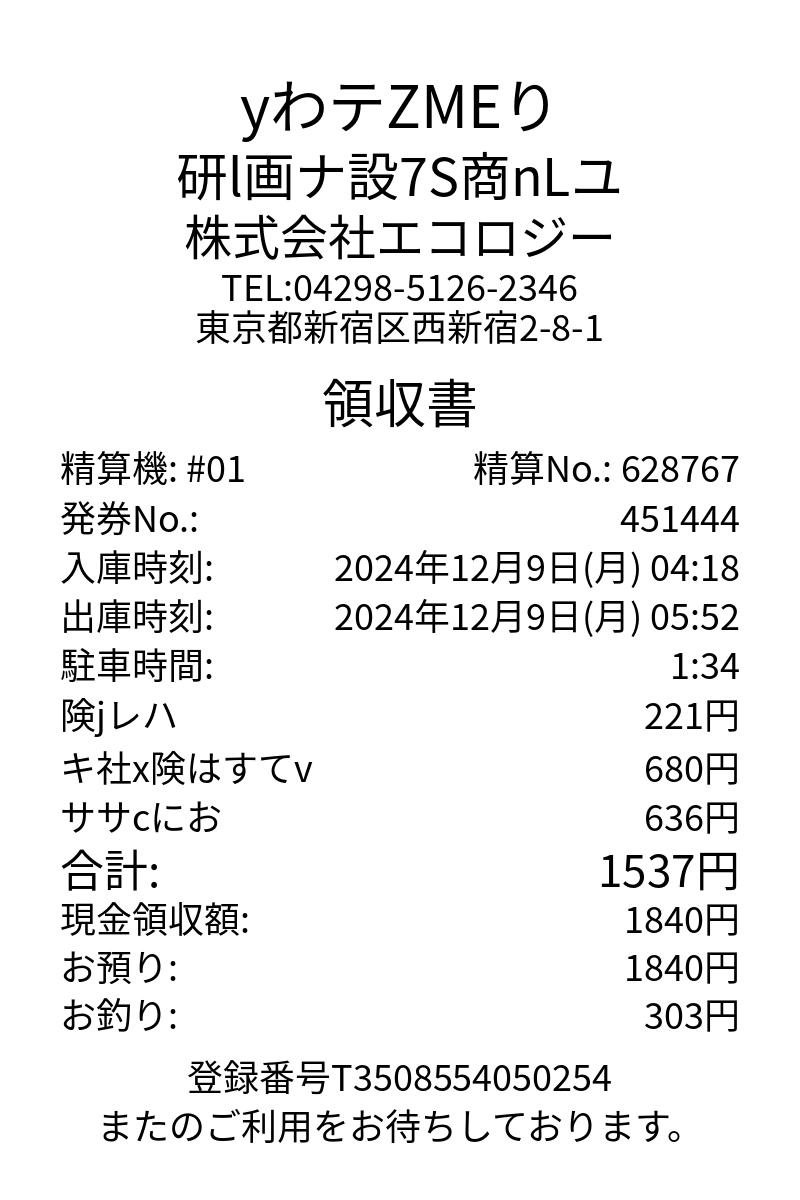 yわテZMEり
研l画ナ設7S商nLユ
株式会社エコロジー
TEL:04298-5126-2346
東京都新宿区西新宿2-8-1
領収書
精算機: #01 精算No.: 628767
発券No.: 451444
入庫時刻: 2024年12月9日(月) 04:18
出庫時刻: 2024年12月9日(月) 05:52
駐車時間: 1:34
険jレハ 221円
キ社x険はすてv 680円
ササcにお 636円
合計: 1537円
現金領収額: 1840円
お預り: 1840円
お釣り: 303円
登録番号T3508554050254
またのご利用をお待ちしております。